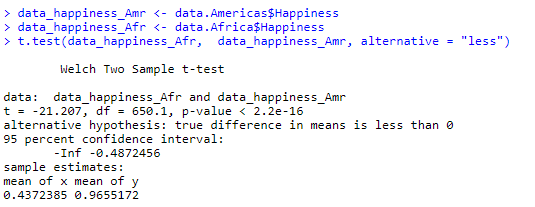 > data_happiness_Amr <- data.Americas$Happiness
> data_happiness_Afr <- data.Africa$Happiness
> t.test(data_happiness_Afr,  data_happiness_Amr, alternative = "less")
Welch Two Sample t-test
data:  data_happiness_Afr and data_happiness_Amr
t = -21.207, df = 650.1, p-value < 2.2e-16
alternative hypothesis: true difference in means is less than 0
95 percent confidence interval:
-Inf -0.4872456
sample estimates:
mean of x mean of y
0.4372385 0.9655172